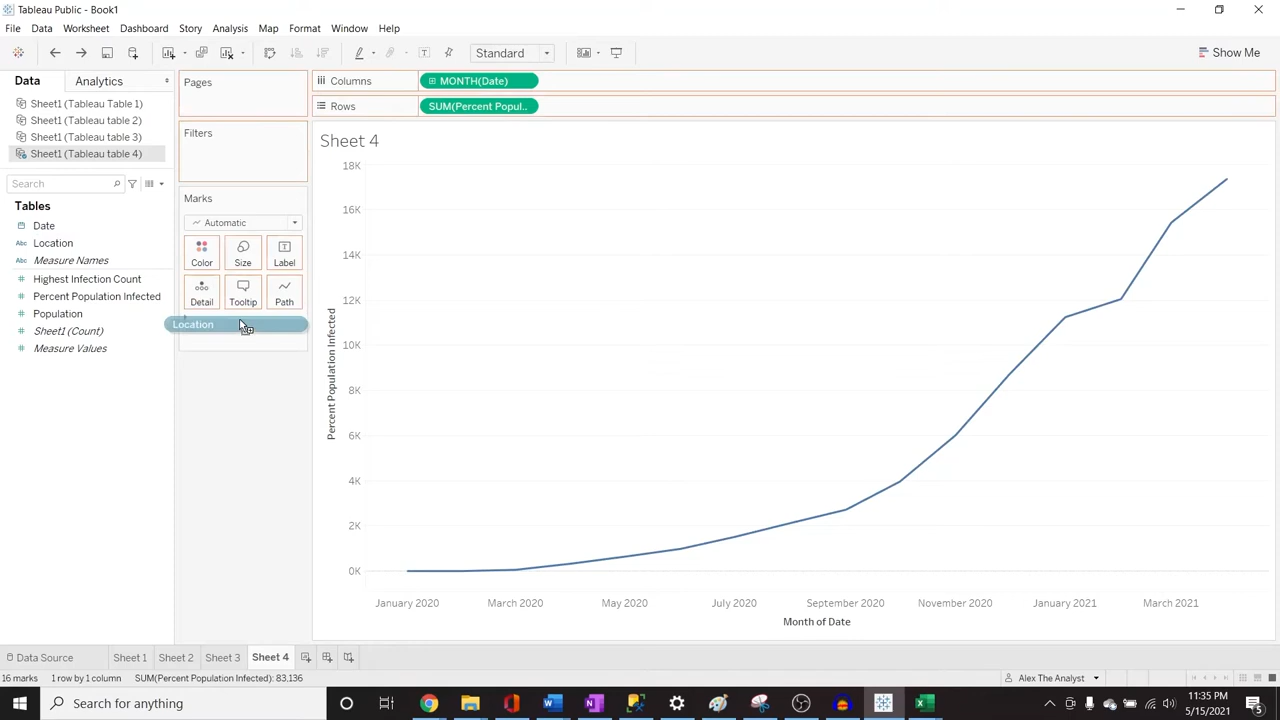 Tableau Public - Book1
File Data Worksheet Dashboard Story Analysis Map Format Window Help
Standard
Show Me
Data Analytics
Sheet1 (Tableau Table 1)
Sheet1 (Tableau table 2)
Sheet1 (Tableau table 3)
Sheet1 (Tableau table 4)
Search
Tables
Date
Abc Location
Abc Measure Names
Highest Infection Count
Percent Population Infected
Population
Sheet1 (Count)
Measure Values
Pages
Filters
Marks
Automatic
Color Size Label
Detail Tooltip Path
Location
Columns MONTH(Date)
Rows SUM(Percent Popul..
Sheet 4
18K
16K
14K
12K
10K
8K
6K
4K
2K
0K
Percent Population Infected
January 2020 March 2020 May 2020 July 2020 September 2020 November 2020 January 2021 March 2021
Month of Date
Data Source Sheet 1 Sheet 2 Sheet 3 Sheet 4
16 marks 1 row by 1 column SUM(Percent Population Infected): 83,136 Alex The Analyst
Search for anything
11:35 PM
5/15/2021
5